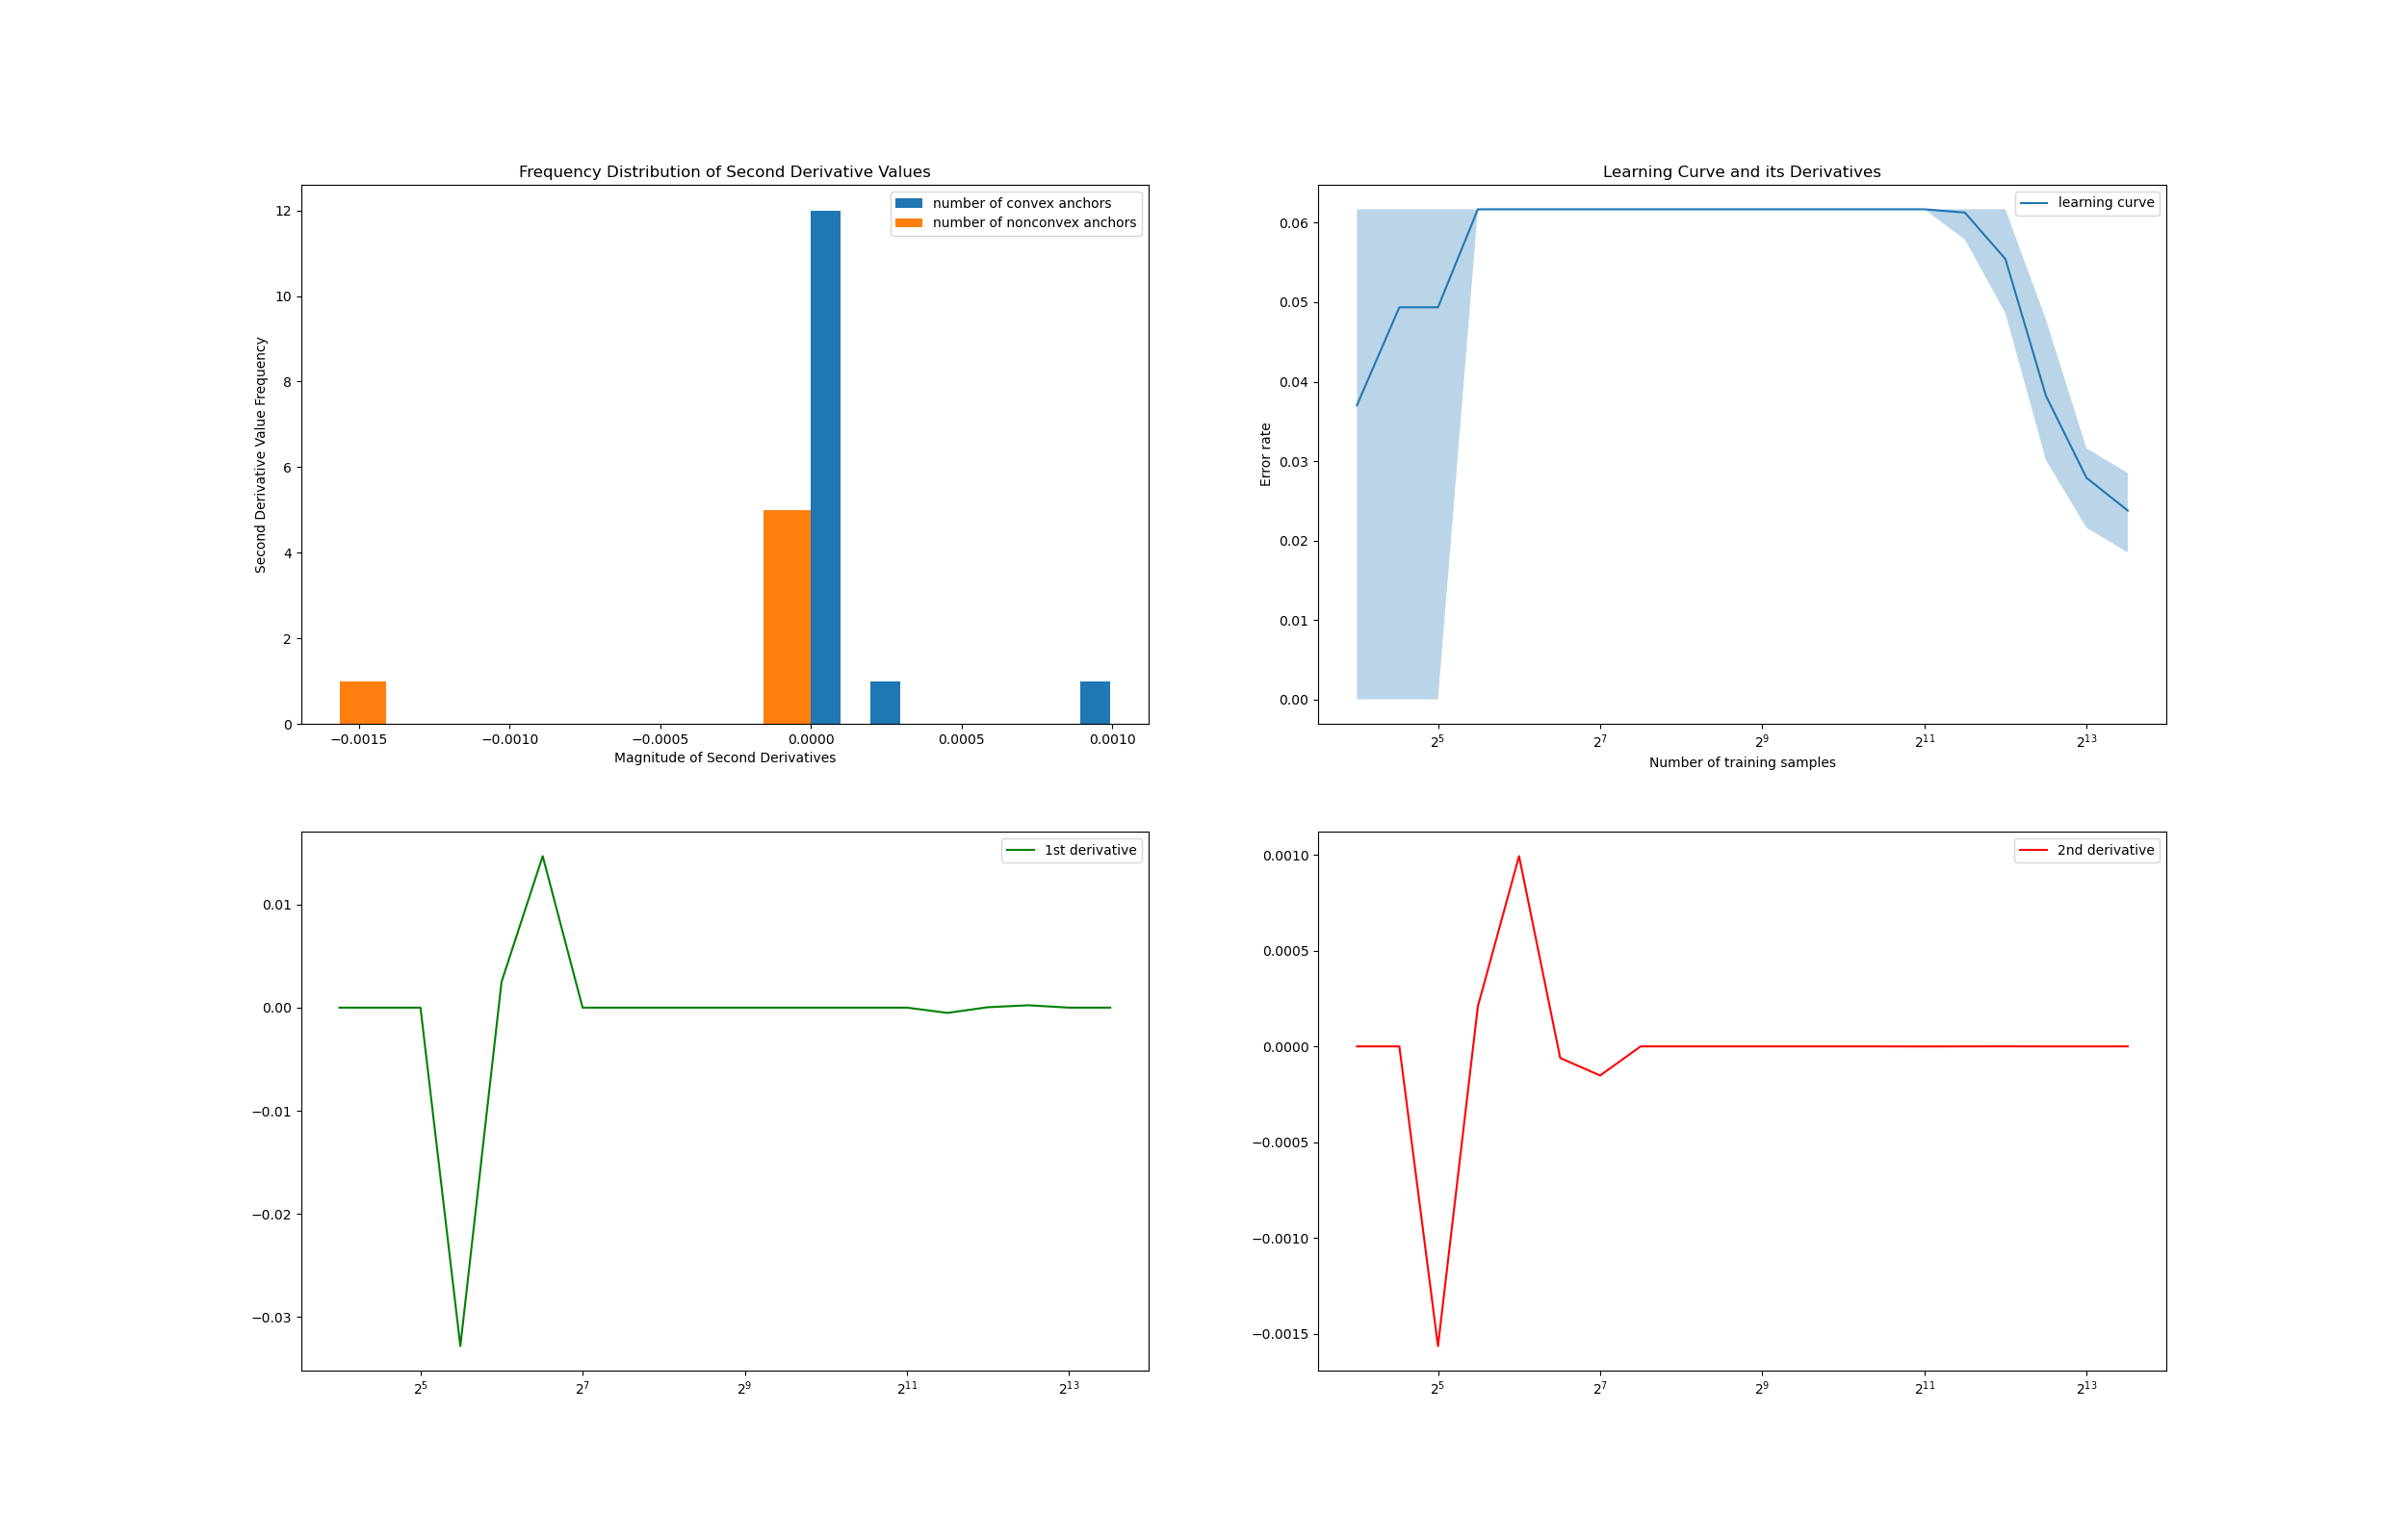 Frequency Distribution of Second Derivative Values
number of convex anchors
number of nonconvex anchors
12
10
8
6
4
2
0
Second Derivative Value Frequency
−0.0015 −0.0010 −0.0005 0.0000 0.0005 0.0010
Magnitude of Second Derivatives
Learning Curve and its Derivatives
learning curve
0.06
0.05
0.04
0.03
0.02
0.01
0.00
Error rate
2^5 2^7 2^9 2^11 2^13
Number of training samples
1st derivative
0.01
0.00
−0.01
−0.02
−0.03
2^5 2^7 2^9 2^11 2^13
2nd derivative
0.0010
0.0005
0.0000
−0.0005
−0.0010
−0.0015
2^5 2^7 2^9 2^11 2^13